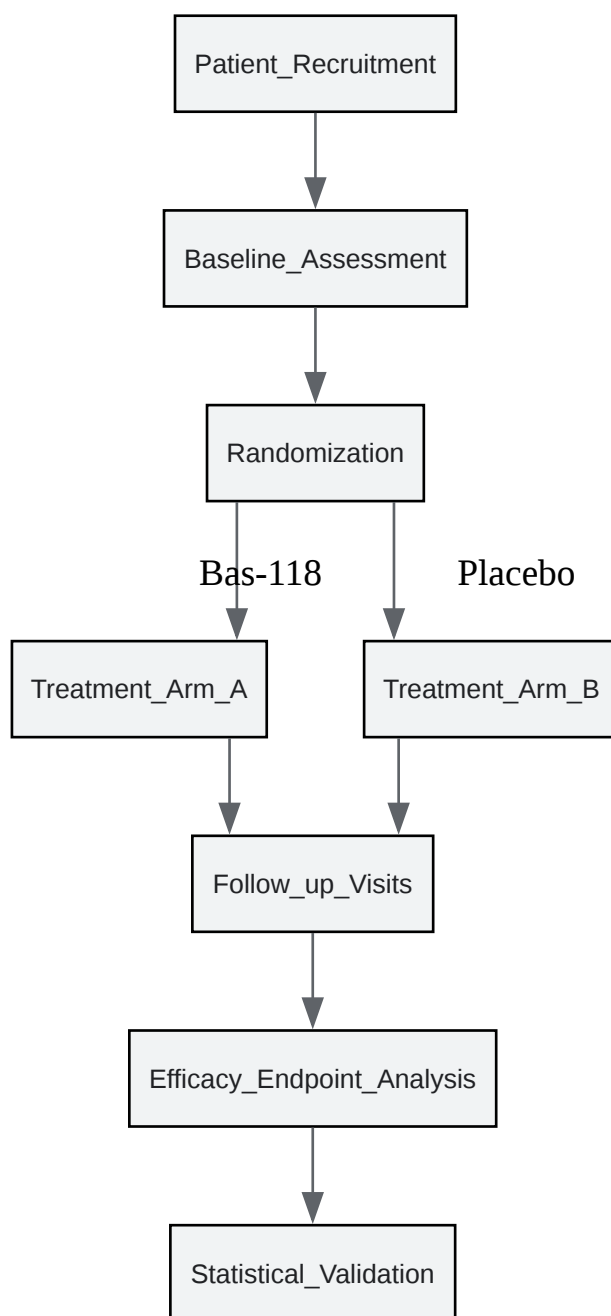 Patient_Recruitment
Baseline_Assessment
Randomization
Bas-118
Placebo
Treatment_Arm_A
Treatment_Arm_B
Follow_up_Visits
Efficacy_Endpoint_Analysis
Statistical_Validation